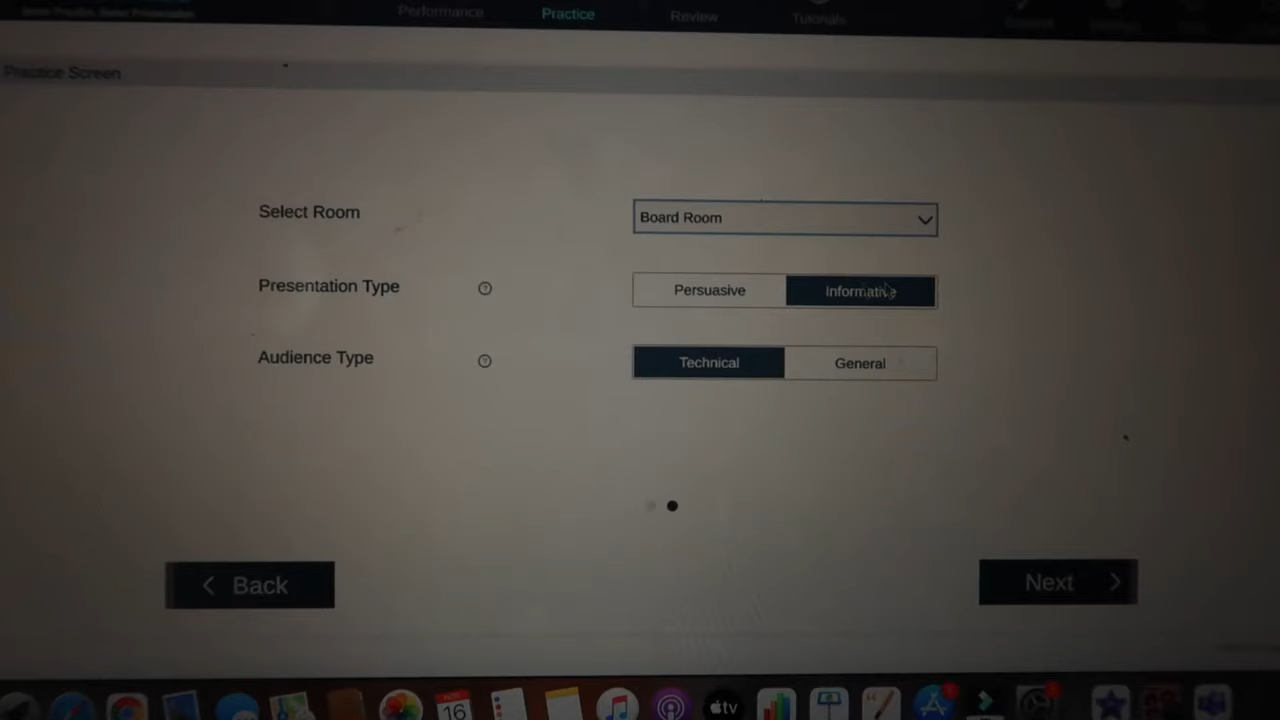 Performance Practice Review Tutorials
Practice Screen
Select Room Board Room
Presentation Type ? Persuasive Informative
Audience Type ? Technical General
Back Next
16
tv